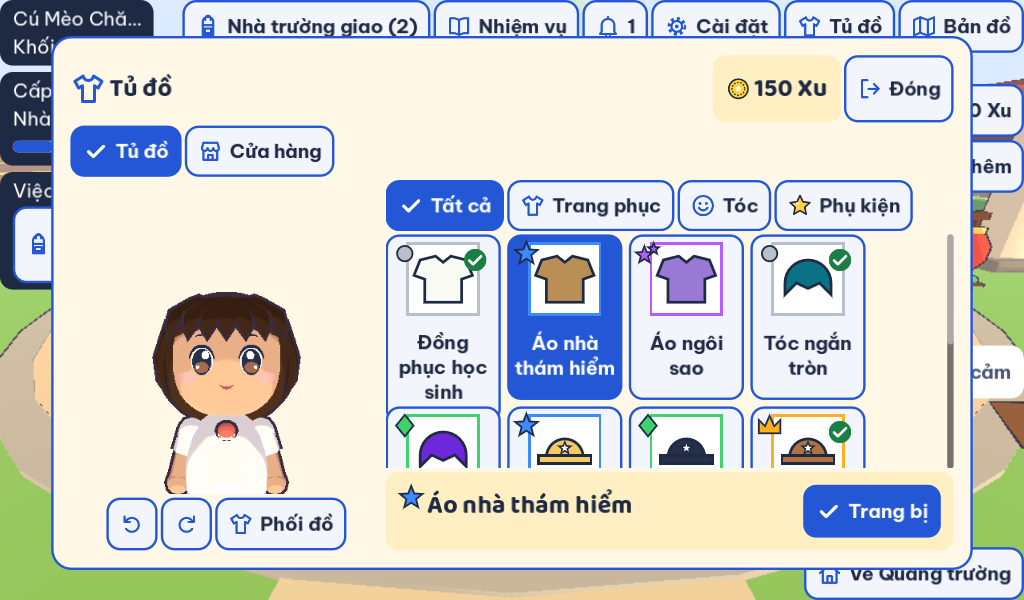 Cú Mèo Chă...
Khối
Nhà trường giao (2)
Nhiệm vụ
1
Cài đặt
Tủ đồ
Bản đồ
Cấp
Nhà
Việc
Tủ đồ
150 Xu
Đóng
0 Xu
Tủ đồ
Cửa hàng
Tất cả
Trang phục
Tóc
Phụ kiện
Đồng
phục học
sinh
Áo nhà
thám hiểm
Áo ngôi
sao
Tóc ngắn
tròn
cảm
Áo nhà thám hiểm
Trang bị
Phối đồ
Về Quảng trường